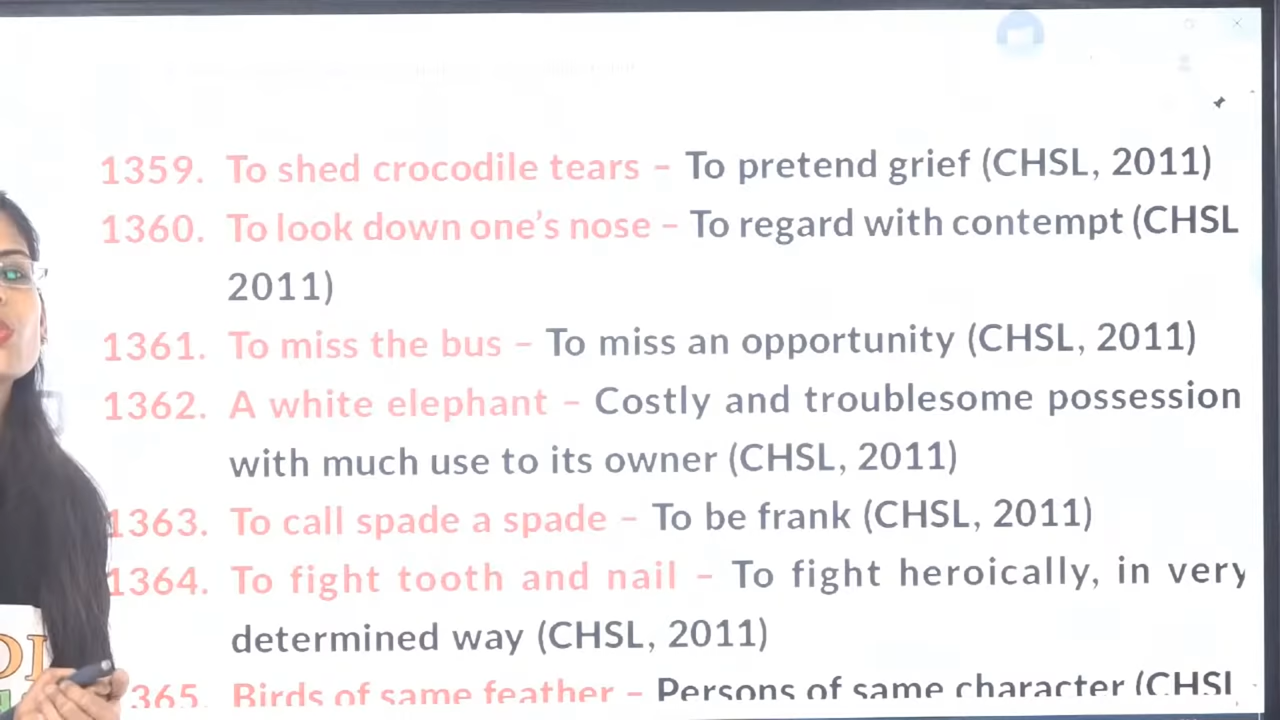 1359. To shed crocodile tears – To pretend grief (CHSL, 2011)
1360. To look down one's nose – To regard with contempt (CHSL
2011)
1361. To miss the bus – To miss an opportunity (CHSL, 2011)
1362. A white elephant – Costly and troublesome possession
with much use to its owner (CHSL, 2011)
1363. To call spade a spade – To be frank (CHSL, 2011)
1364. To fight tooth and nail – To fight heroically, in very
determined way (CHSL, 2011)
365. Birds of same feather – Persons of same character (CHSL